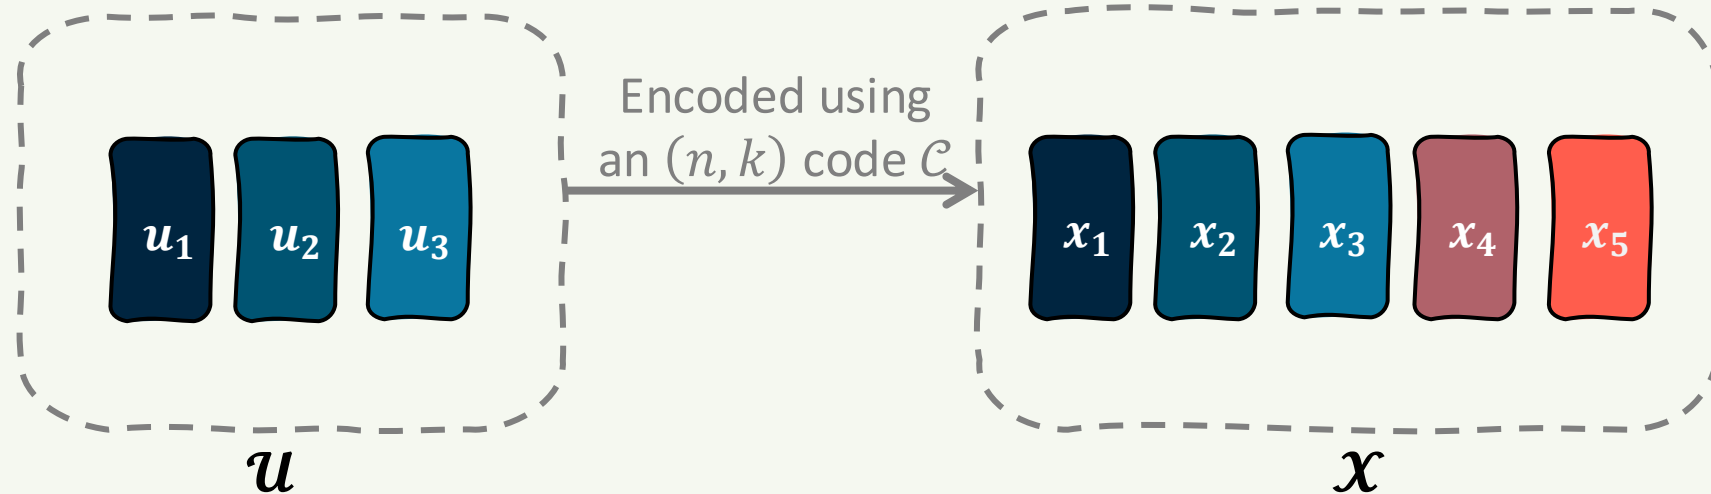 Encoded using
an (n, k) code 𝒞
u₁ u₂ u₃
x₁ x₂ x₃ x₄ x₅
𝓤 𝓧